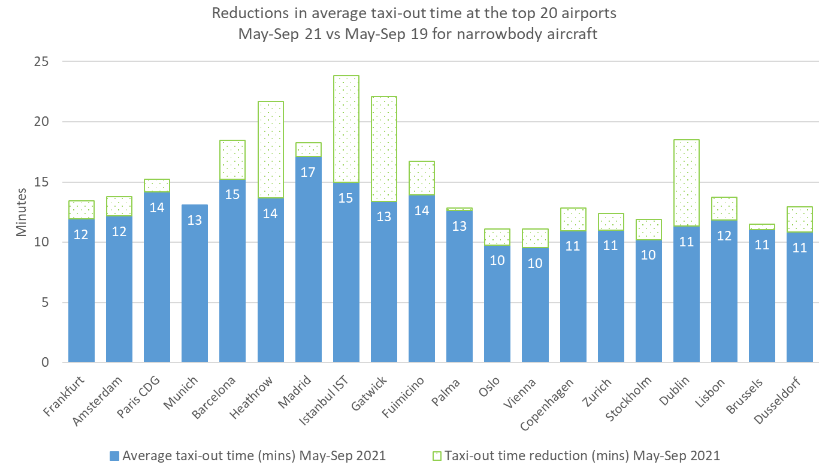 Reductions in average taxi-out time at the top 20 airports
May-Sep 21 vs May-Sep 19 for narrowbody aircraft
Minutes
25
20
15
10
5
0
12
12
14
13
15
14
17
15
13
14
13
10
10
11
11
10
11
12
11
11
Frankfurt
Amsterdam
Paris CDG
Munich
Barcelona
Heathrow
Madrid
Istanbul IST
Gatwick
Fuimicino
Palma
Oslo
Vienna
Copenhagen
Zurich
Stockholm
Dublin
Lisbon
Brussels
Dusseldorf
Average taxi-out time (mins) May-Sep 2021
Taxi-out time reduction (mins) May-Sep 2021